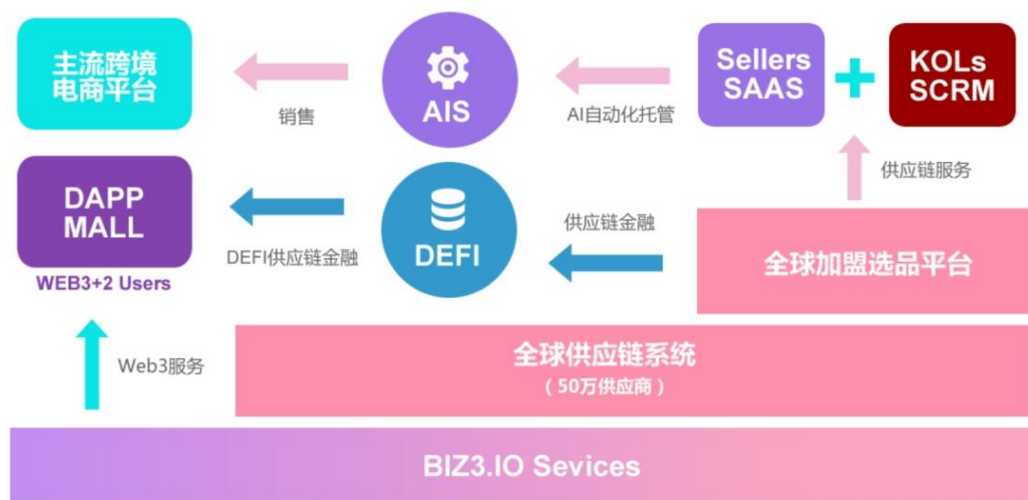 主流跨境
电商平台
销售
AIS
AI自动化托管
Sellers
SAAS
KOLs
SCRM
供应链服务
DAPP
MALL
WEB3+2 Users
DEFI供应链金融
DEFI
供应链金融
全球加盟选品平台
Web3服务
全球供应链系统
（50万供应商）
BIZ3.IO Sevices